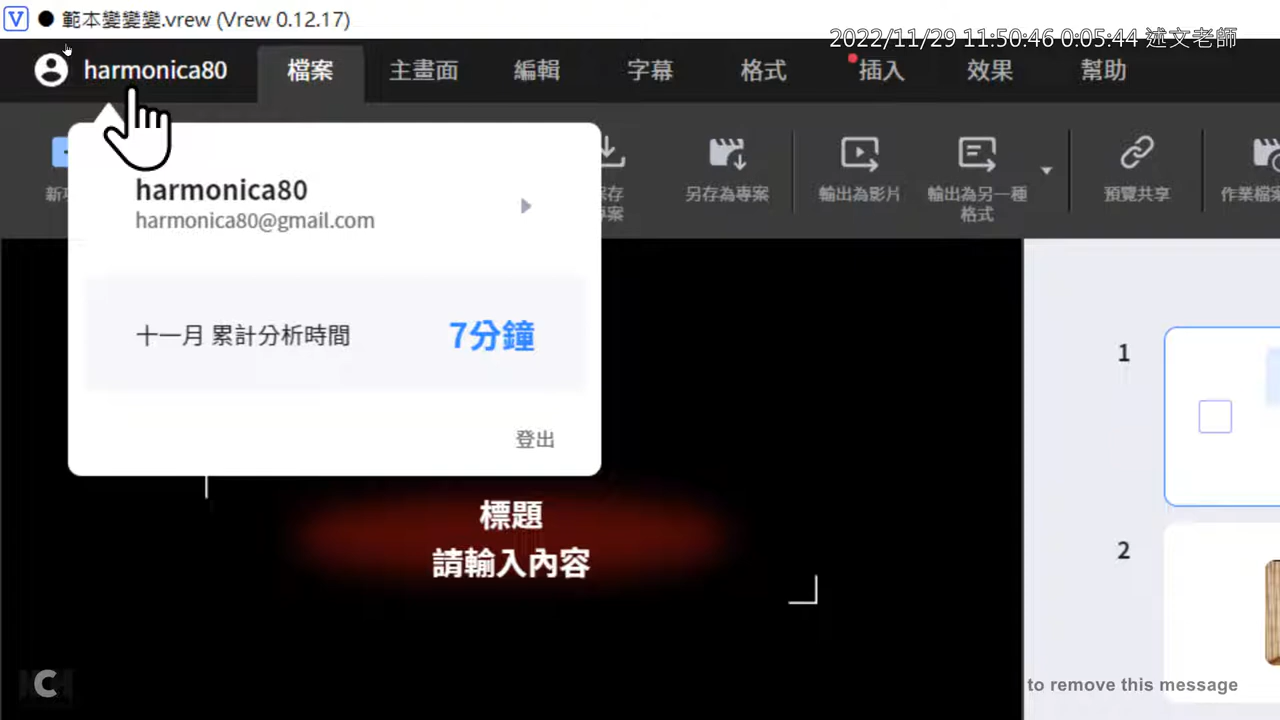 範本變變變.vrew (Vrew 0.12.17)
2022/11/29 11:50:46 0:05:44 述文老師
harmonica80
檔案
主畫面
編輯
字幕
格式
插入
效果
幫助
另存為專案
輸出為影片
輸出為另一種
格式
預覽共享
harmonica80
harmonica80@gmail.com
十一月 累計分析時間
7分鐘
登出
標題
請輸入內容
1
2
C
to remove this message